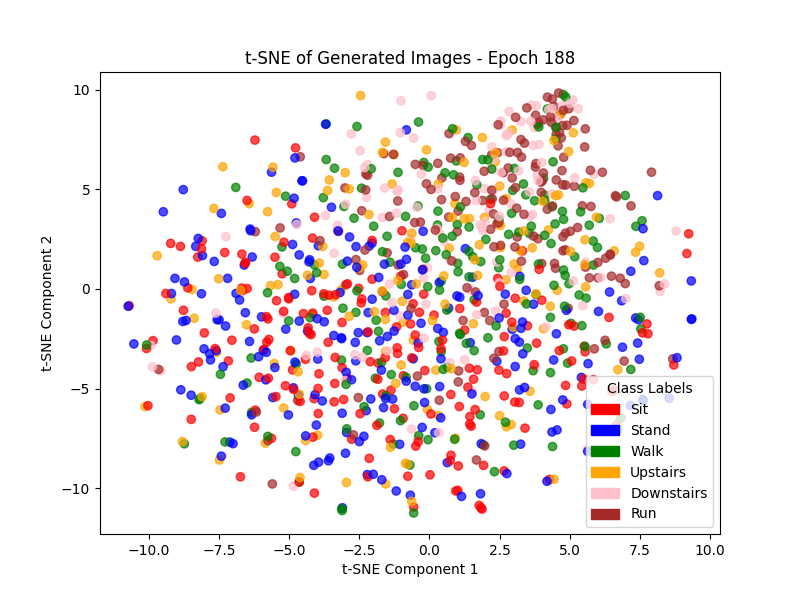 t-SNE of Generated Images - Epoch 188
10
5
0
−5
−10
t-SNE Component 2
−10.0
−7.5
−5.0
−2.5
0.0
2.5
5.0
7.5
10.0
t-SNE Component 1
Class Labels
Sit
Stand
Walk
Upstairs
Downstairs
Run